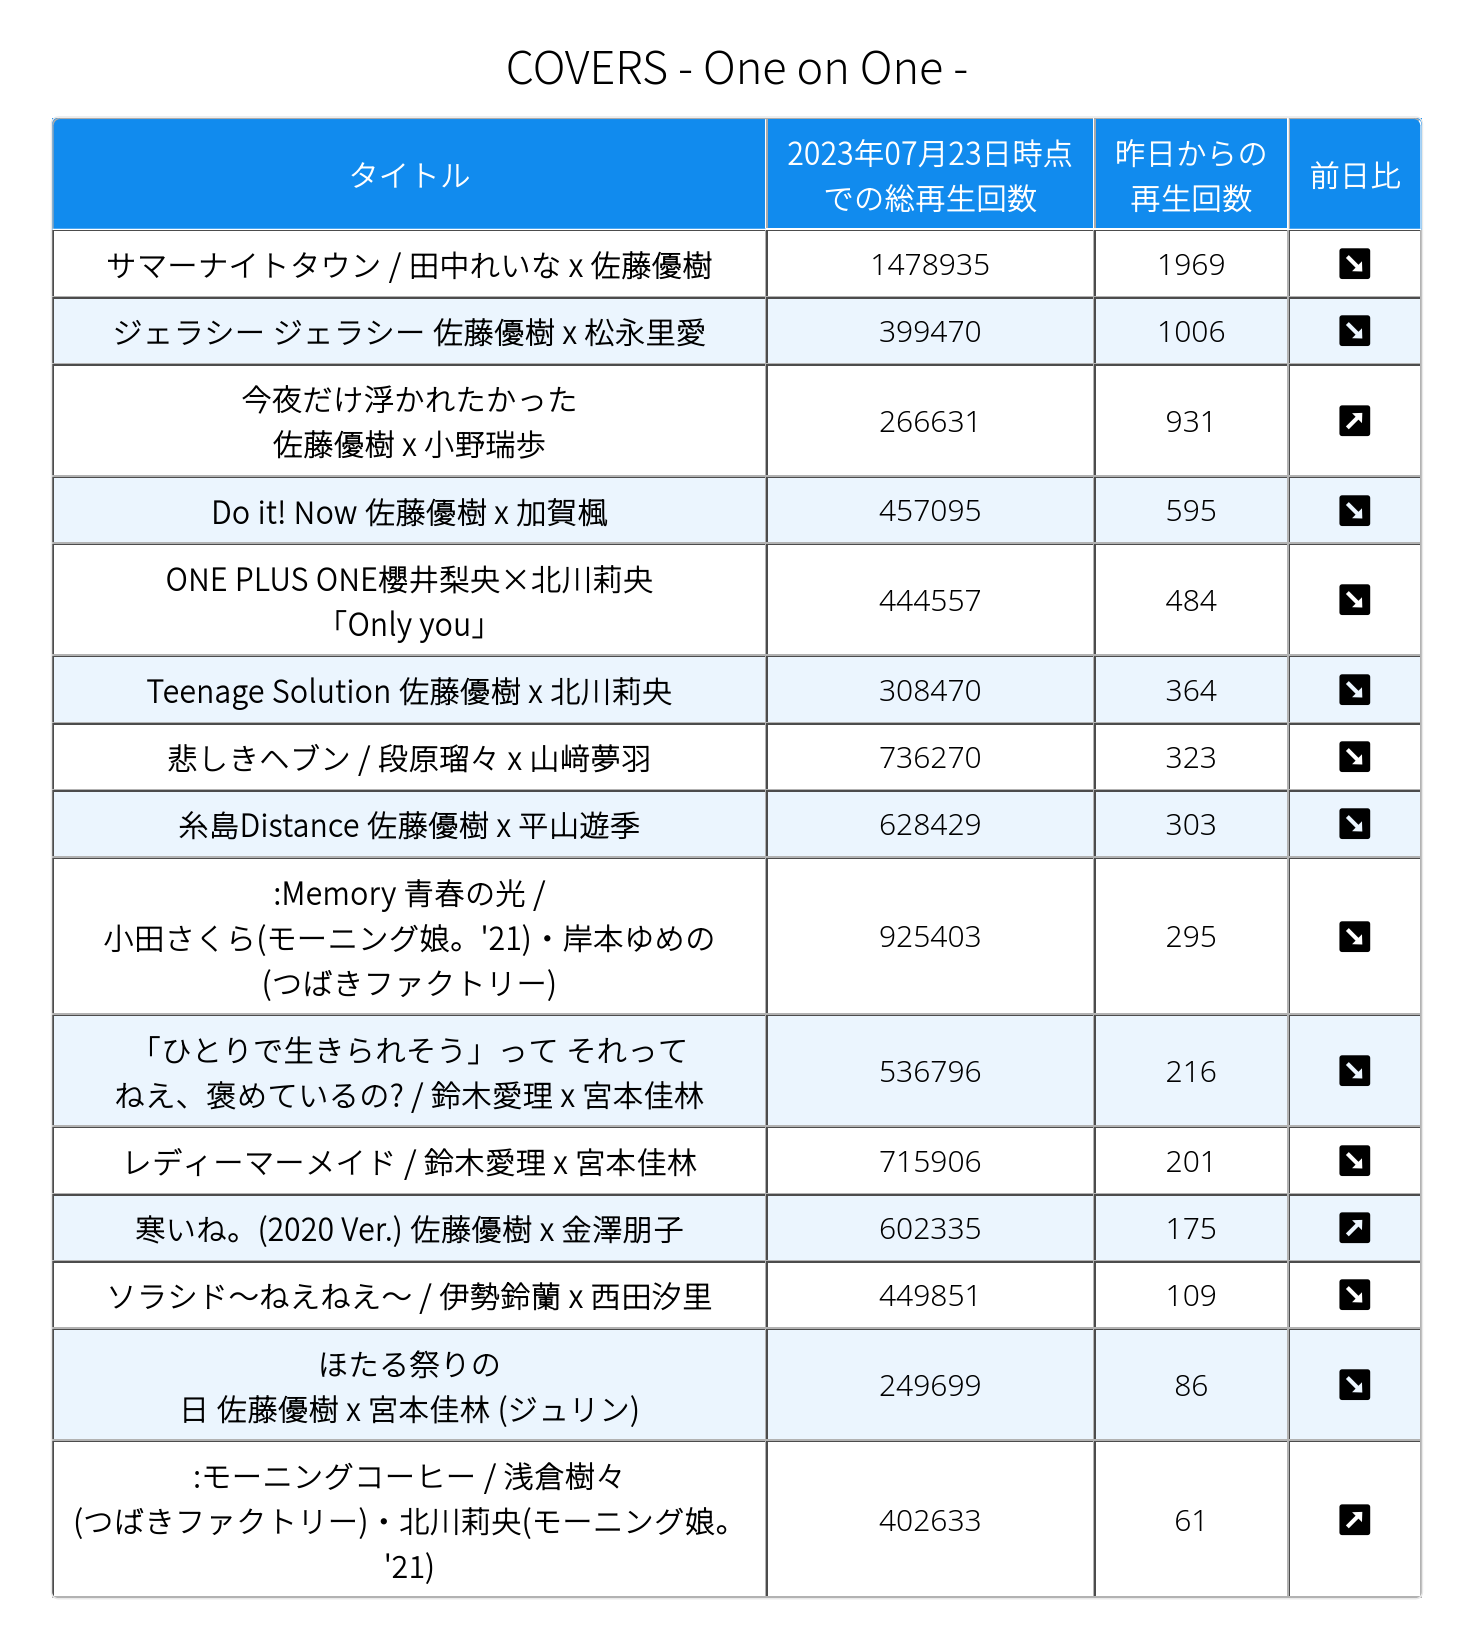 COVERS - One on One -
タイトル
2023年07月23日時点
での総再生回数
昨日からの
再生回数
前日比
サマーナイトタウン / 田中れいな x 佐藤優樹
1478935
1969
ジェラシー ジェラシー 佐藤優樹 x 松永里愛
399470
1006
今夜だけ浮かれたかった
佐藤優樹 x 小野瑞歩
266631
931
Do it! Now 佐藤優樹 x 加賀楓
457095
595
ONE PLUS ONE櫻井梨央×北川莉央
「Only you」
444557
484
Teenage Solution 佐藤優樹 x 北川莉央
308470
364
悲しきヘブン / 段原瑠々 x 山﨑夢羽
736270
323
糸島Distance 佐藤優樹 x 平山遊季
628429
303
:Memory 青春の光 /
小田さくら(モーニング娘。'21)・岸本ゆめの
(つばきファクトリー)
925403
295
「ひとりで生きられそう」って それって
ねえ、褒めているの? / 鈴木愛理 x 宮本佳林
536796
216
レディーマーメイド / 鈴木愛理 x 宮本佳林
715906
201
寒いね。(2020 Ver.) 佐藤優樹 x 金澤朋子
602335
175
ソラシド～ねえねえ～ / 伊勢鈴蘭 x 西田汐里
449851
109
ほたる祭りの
日 佐藤優樹 x 宮本佳林 (ジュリン)
249699
86
:モーニングコーヒー / 浅倉樹々
(つばきファクトリー)・北川莉央(モーニング娘。
'21)
402633
61